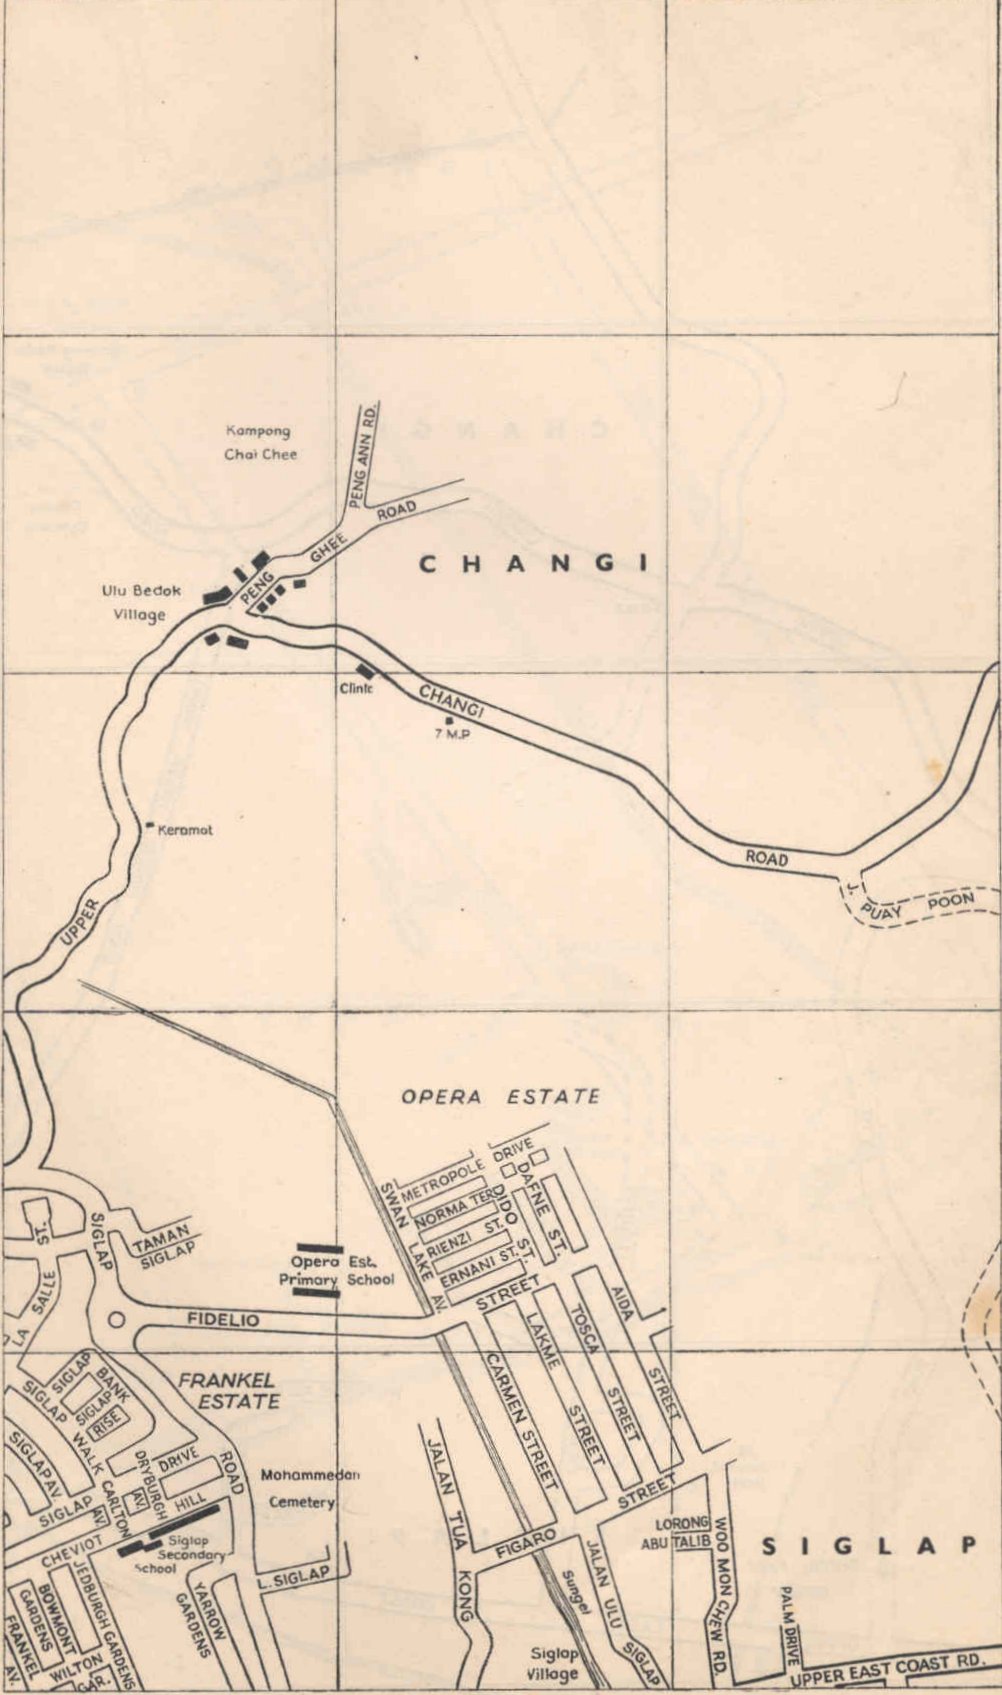 Kampong
Chai Chee
PENG ANN RD.
PENG GHEE ROAD
CHANGI
Ulu Bedok
Village
Clinic
7 M.P
UPPER CHANGI ROAD
Keramat
J. PUAY POON
OPERA ESTATE
METROPOLE DRIVE
SWAN LAKE AV.
NORMA TER.
RIENZI ST.
ERNANI ST.
DIDO ST.
DAFNE ST.
STREET
AIDA STREET
TOSCA STREET
LAKME STREET
CARMEN STREET
ST.
SIGLAP
TAMAN
SIGLAP
Opera Est.
Primary School
LA SALLE
FIDELIO
FRANKEL
ESTATE
SIGLAP
BANK
SIGLAP
RISE
SIGLAP WALK
SIGLAP AV.
SIGLAP AV.
CARLTON AV.
DRYBURGH
DRIVE
ROAD
CHEVIOT HILL
Mohammedan
Cemetery
Siglap
Secondary
School
L. SIGLAP
JALAN TUA KONG
FIGARO STREET
JALAN ULU SIGLAP
Sungei
LORONG
ABU TALIB
WOO MON CHEW RD.
SIGLAP
PALM DRIVE
UPPER EAST COAST RD.
Siglap
Village
YARROW
GARDENS
JEDBURGH GARDENS
BOWMONT
GARDENS
FRANKEL
AV.
WILTON
GAR.